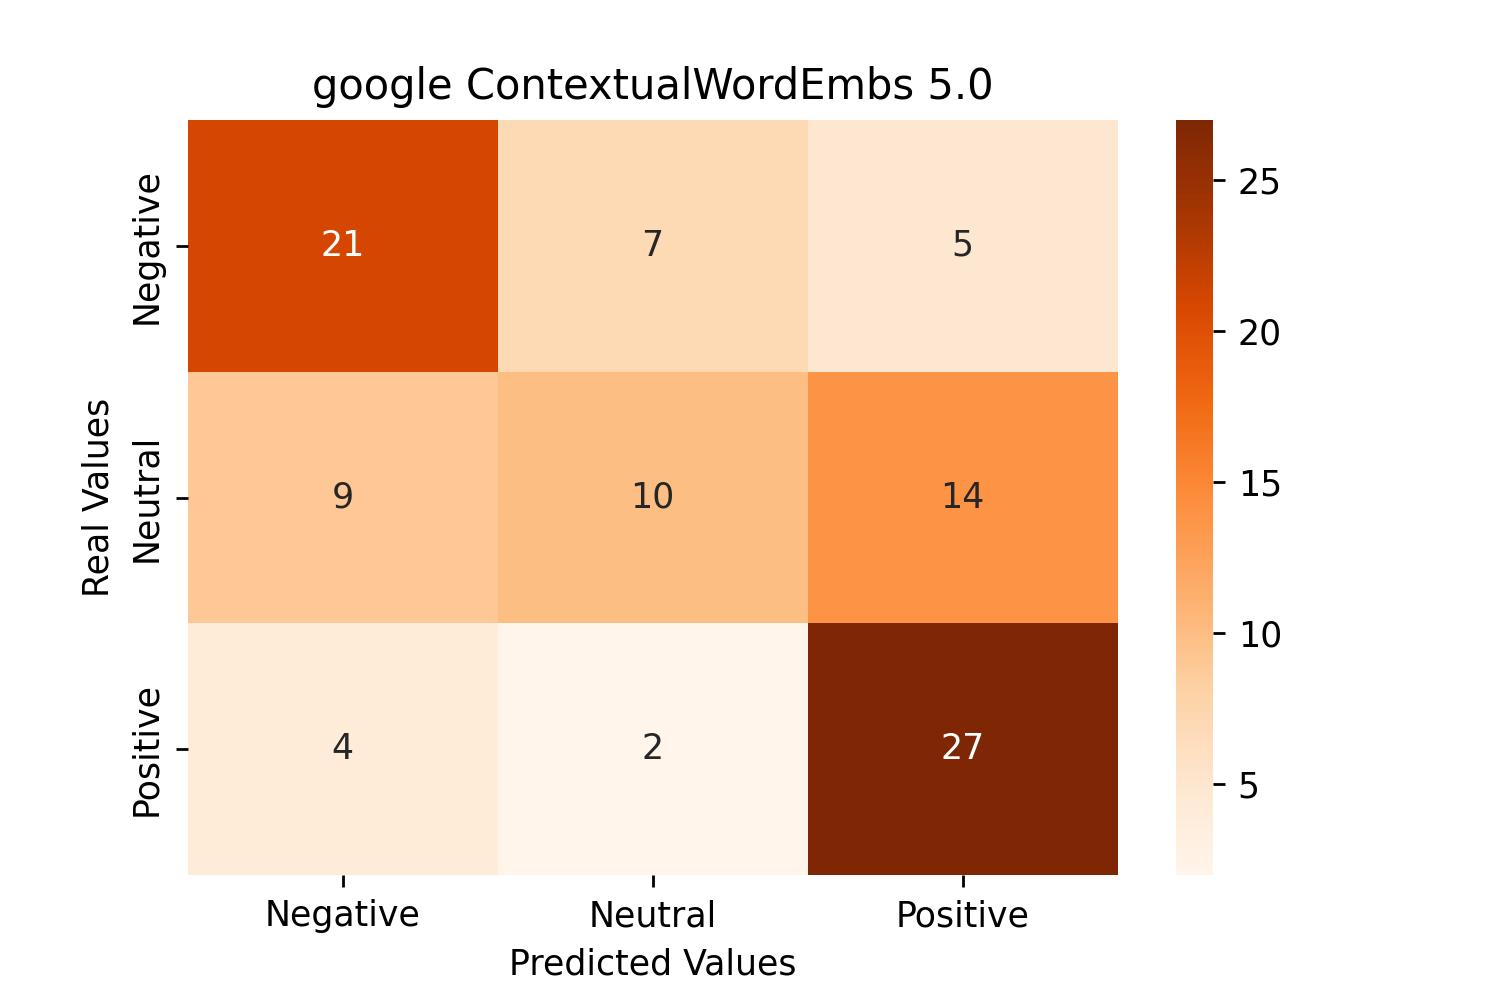 google ContextualWordEmbs 5.0
Real Values
Negative
21
7
5
Neutral
9
10
14
Positive
4
2
27
Negative
Neutral
Positive
Predicted Values
25
20
15
10
5